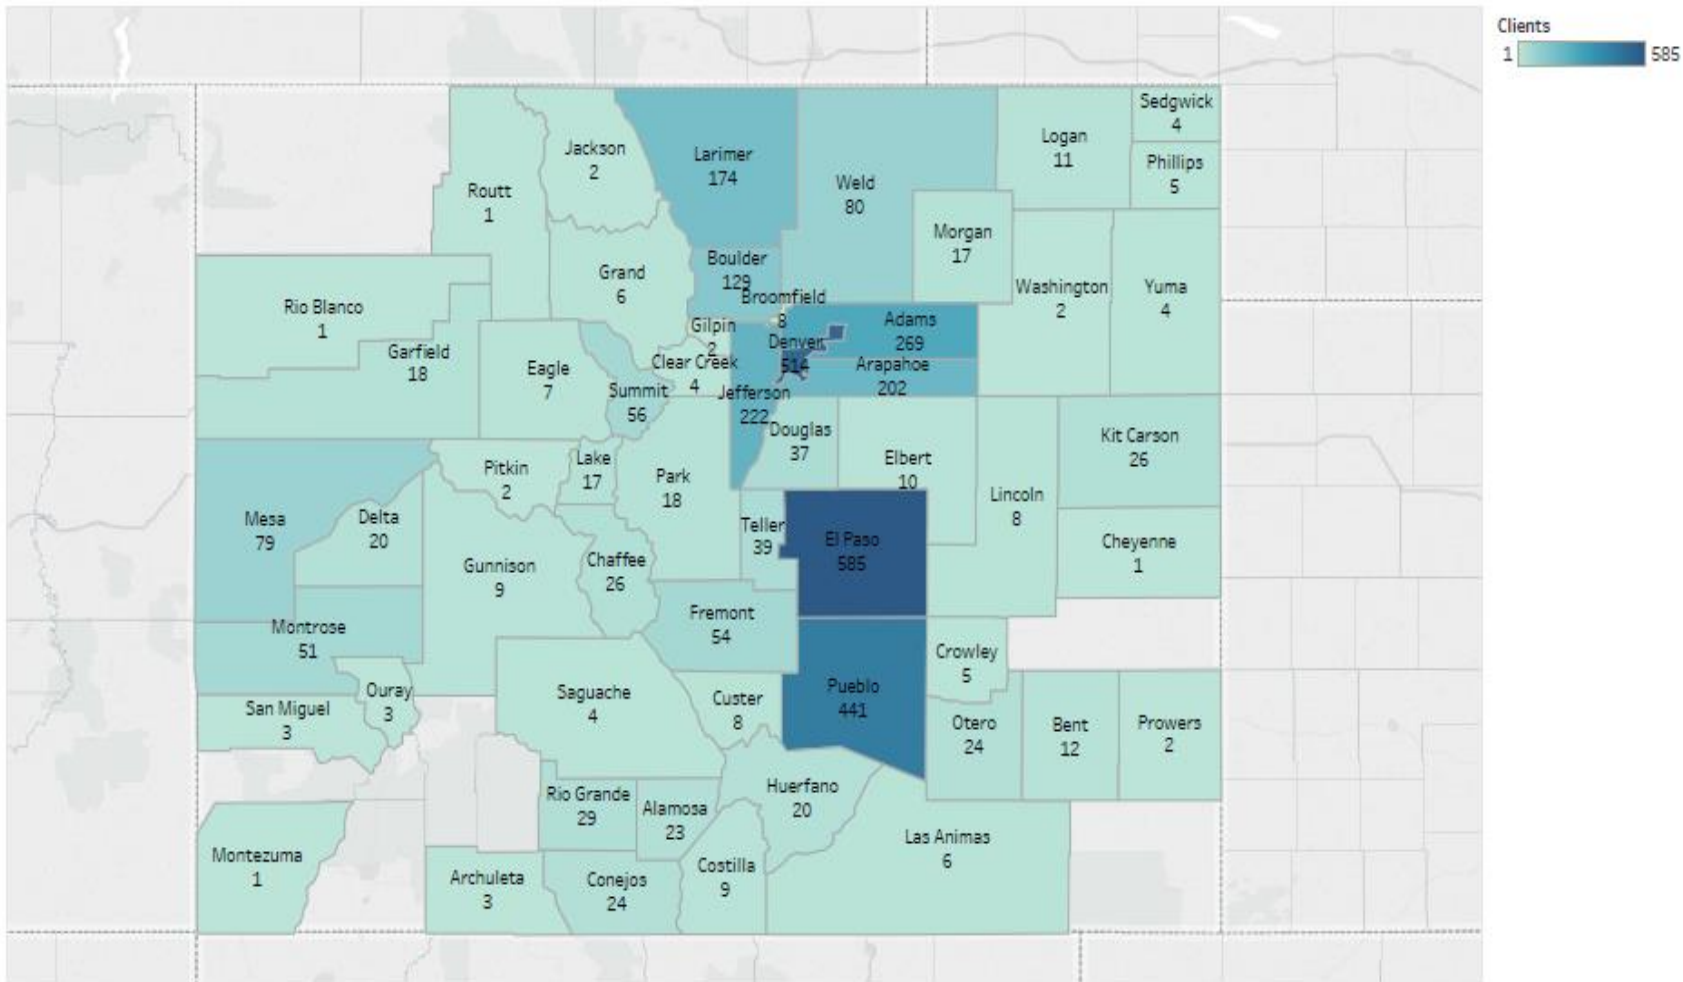 Clients
1 585
Sedgwick
4
Logan
11
Phillips
5
Jackson
2
Larimer
174
Weld
80
Routt
1
Morgan
17
Boulder
129
Grand
6
Broomfield
8
Washington
2
Yuma
4
Rio Blanco
1
Gilpin
2
Adams
269
Denver
514
Garfield
18
Clear Creek
4
Arapahoe
202
Eagle
7
Summit
56
Jefferson
222
Douglas
37
Kit Carson
26
Pitkin
2
Lake
17
Park
18
Elbert
10
Lincoln
8
Mesa
79
Delta
20
Teller
39
El Paso
585
Cheyenne
1
Gunnison
9
Chaffee
26
Montrose
51
Fremont
54
Crowley
5
Ouray
3
San Miguel
3
Saguache
4
Custer
8
Pueblo
441
Otero
24
Bent
12
Prowers
2
Rio Grande
29
Alamosa
23
Huerfano
20
Las Animas
6
Montezuma
1
Archuleta
3
Conejos
24
Costilla
9